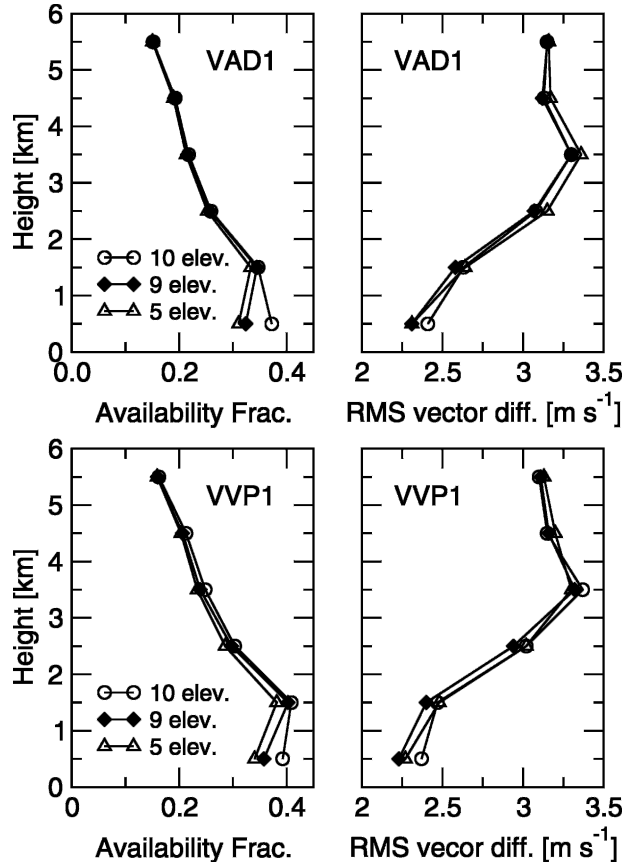 6
5
4
3
2
1
0
Height [km]
VAD1
10 elev.
9 elev.
5 elev.
0.0
0.2
0.4
Availability Frac.
VAD1
2
2.5
3
3.5
RMS vector diff. [m s⁻¹]
6
5
4
3
2
1
0
Height [km]
VVP1
10 elev.
9 elev.
5 elev.
0
0.2
0.4
Availability Frac.
VVP1
2
2.5
3
3.5
RMS vecor diff. [m s⁻¹]